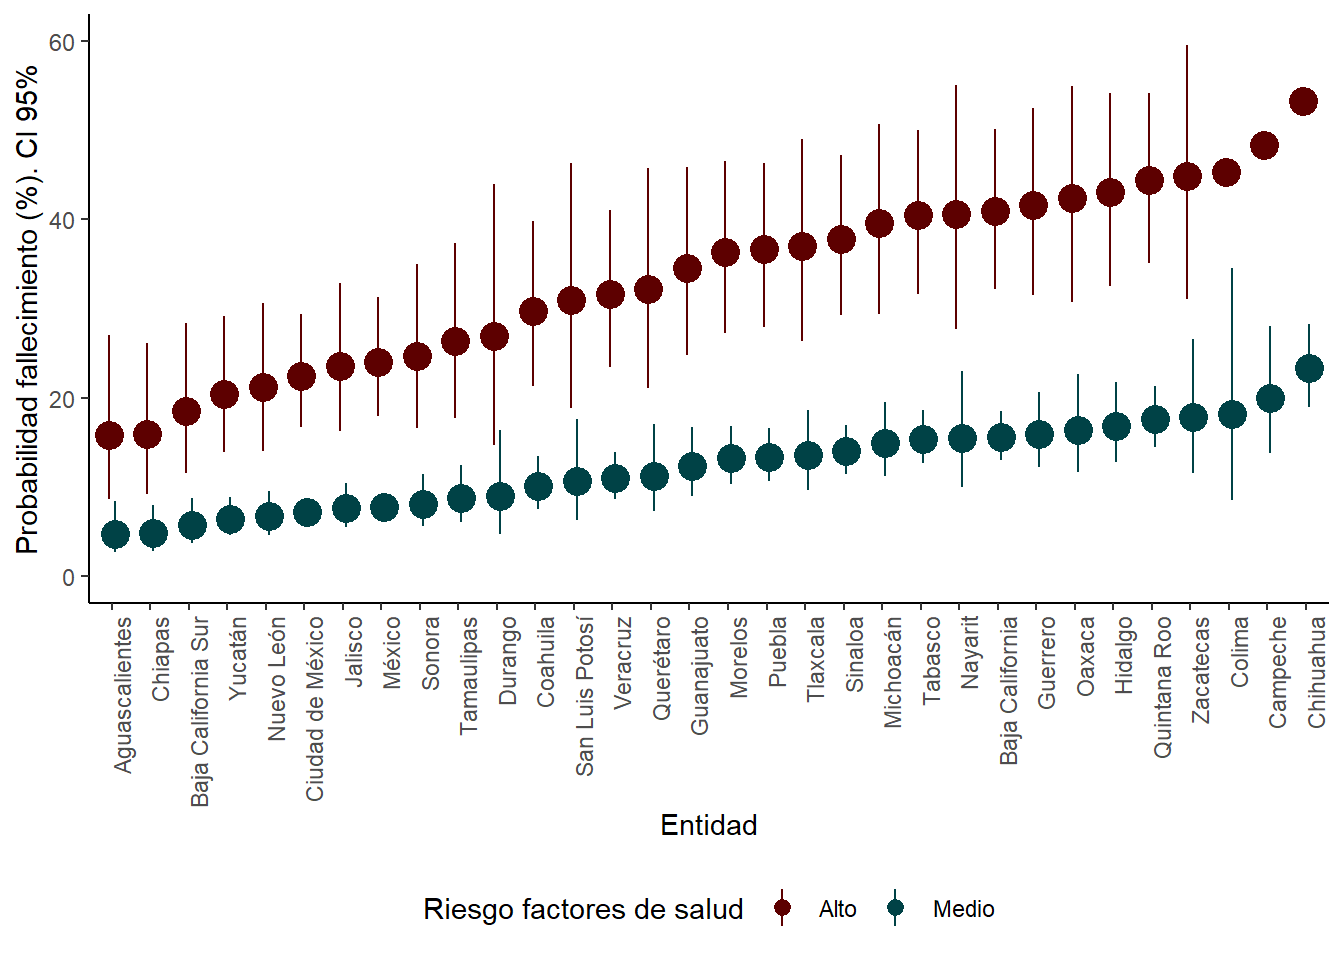 Probabilidad fallecimiento (%). CI 95%
60
40
20
0
Aguascalientes
Chiapas
Baja California Sur
Yucatán
Nuevo León
Ciudad de México
Jalisco
México
Sonora
Tamaulipas
Durango
Coahuila
San Luis Potosí
Veracruz
Querétaro
Guanajuato
Morelos
Puebla
Tlaxcala
Sinaloa
Michoacán
Tabasco
Nayarit
Baja California
Guerrero
Oaxaca
Hidalgo
Quintana Roo
Zacatecas
Colima
Campeche
Chihuahua
Entidad
Riesgo factores de salud Alto Medio